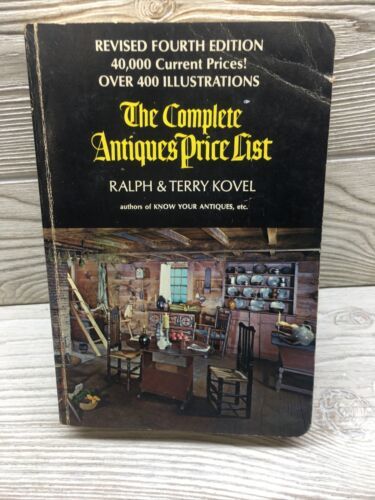 REVISED FOURTH EDITION
40,000 Current Prices!
OVER 400 ILLUSTRATIONS
The Complete
Antiques Price List
RALPH & TERRY KOVEL
authors of KNOW YOUR ANTIQUES, etc.